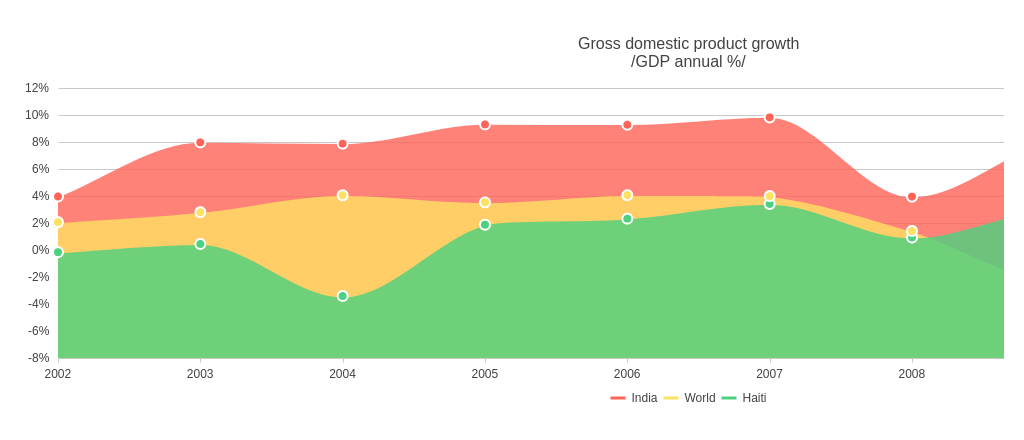 Gross domestic product growth
/GDP annual %/
12%
10%
8%
6%
4%
2%
0%
-2%
-4%
-6%
-8%
2002 2003 2004 2005 2006 2007 2008
India World Haiti